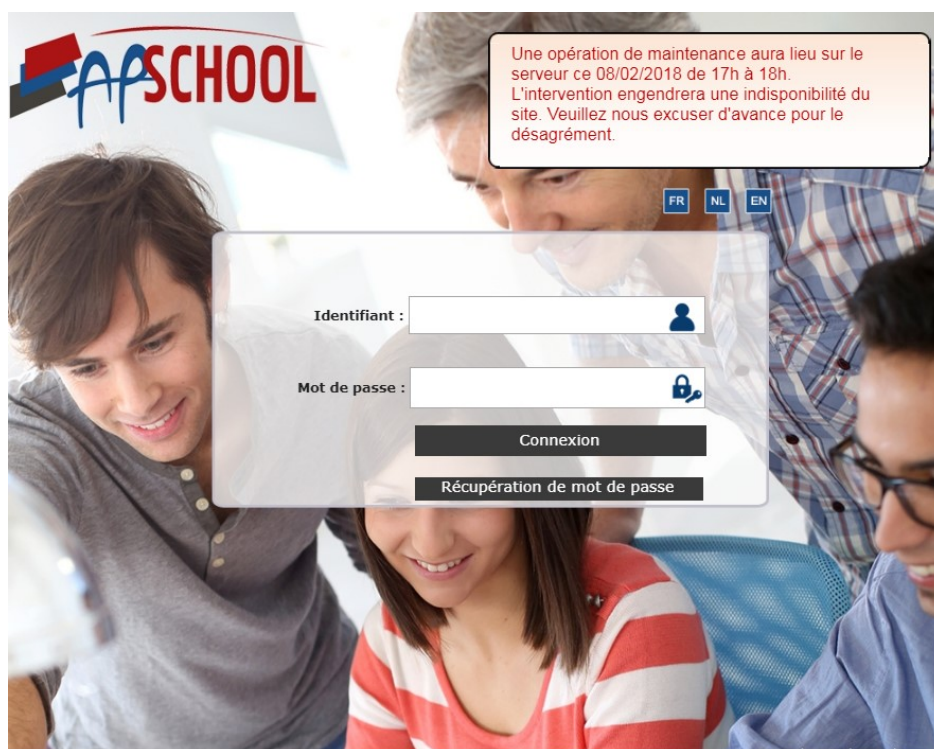 APSCHOOL
Une opération de maintenance aura lieu sur le
serveur ce 08/02/2018 de 17h à 18h.
L'intervention engendrera une indisponibilité du
site. Veuillez nous excuser d'avance pour le
désagrément.
FR NL EN
Identifiant :
Mot de passe :
Connexion
Récupération de mot de passe